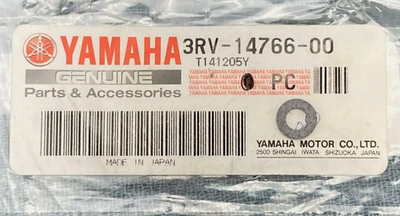 YAMAHA 3RV-14766-00
T141205Y
GENUINE
Parts & Accessories
PC
YAMAHA MOTOR CO., LTD.
2500 SHINGAI IWATA SHIZUOKA JAPAN
MADE IN JAPAN